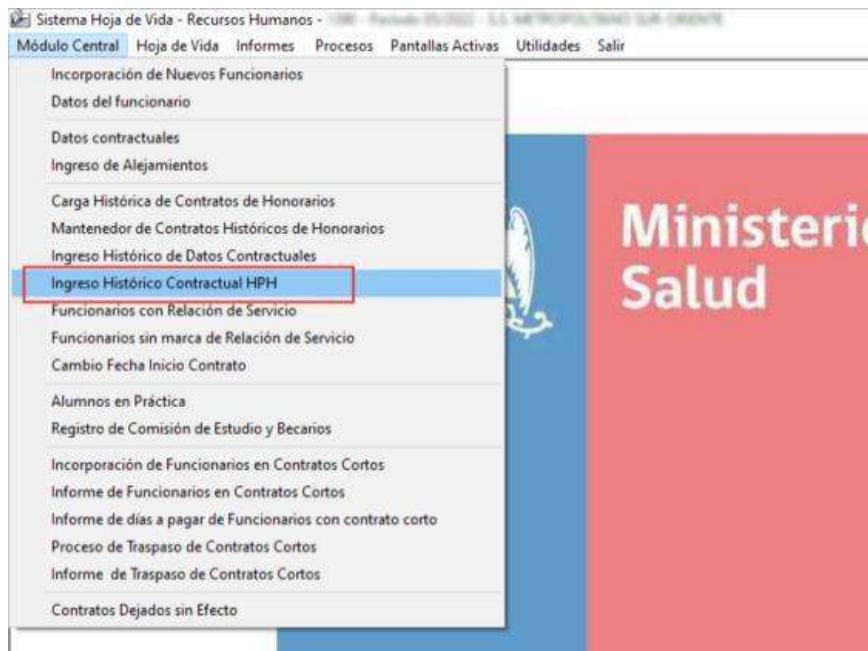 Sistema Hoja de Vida - Recursos Humanos -
Módulo Central Hoja de Vida Informes Procesos Pantallas Activas Utilidades Salir
Incorporación de Nuevos Funcionarios
Datos del funcionario
Datos contractuales
Ingreso de Alejamientos
Carga Histórica de Contratos de Honorarios
Mantenedor de Contratos Históricos de Honorarios
Ingreso Histórico de Datos Contractuales
Ingreso Histórico Contractual HPH
Funcionarios con Relación de Servicio
Funcionarios sin marca de Relación de Servicio
Cambio Fecha Inicio Contrato
Alumnos en Práctica
Registro de Comisión de Estudio y Becarios
Incorporación de Funcionarios en Contratos Cortos
Informe de Funcionarios en Contratos Cortos
Informe de días a pagar de Funcionarios con contrato corto
Proceso de Traspaso de Contratos Cortos
Informe de Traspaso de Contratos Cortos
Contratos Dejados sin Efecto
Ministerio
Salud